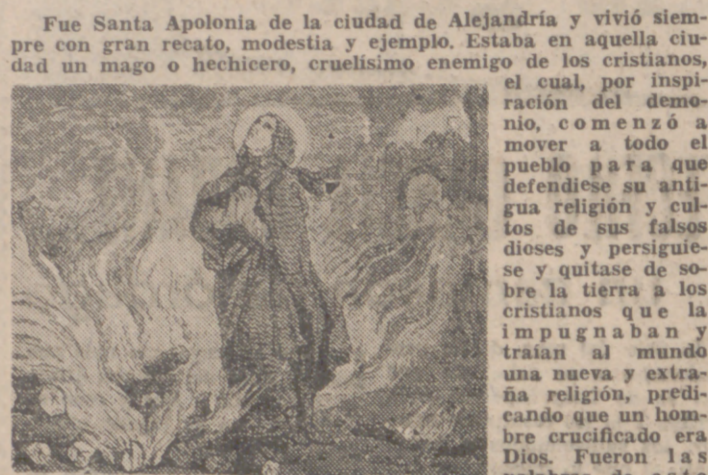 Fue Santa Apolonia de la ciudad de Alejandría y vivió siem-
pre con gran recato, modestia y ejemplo. Estaba en aquella ciu-
dad un mago o hechicero, cruelísimo enemigo de los cristianos,
el cual, por inspi-
ración del demo-
nio, comenzó a
mover a todo el
pueblo para que
defendiese su anti-
gua religión y cul-
tos de sus falsos
dioses y persiguie-
se y quitase de so-
bre la tierra a los
cristianos que la
impugnaban y
traían al mundo
una nueva y extra-
ña religión, predi-
cando que un hom-
bre crucificado era
Dios. Fueron las